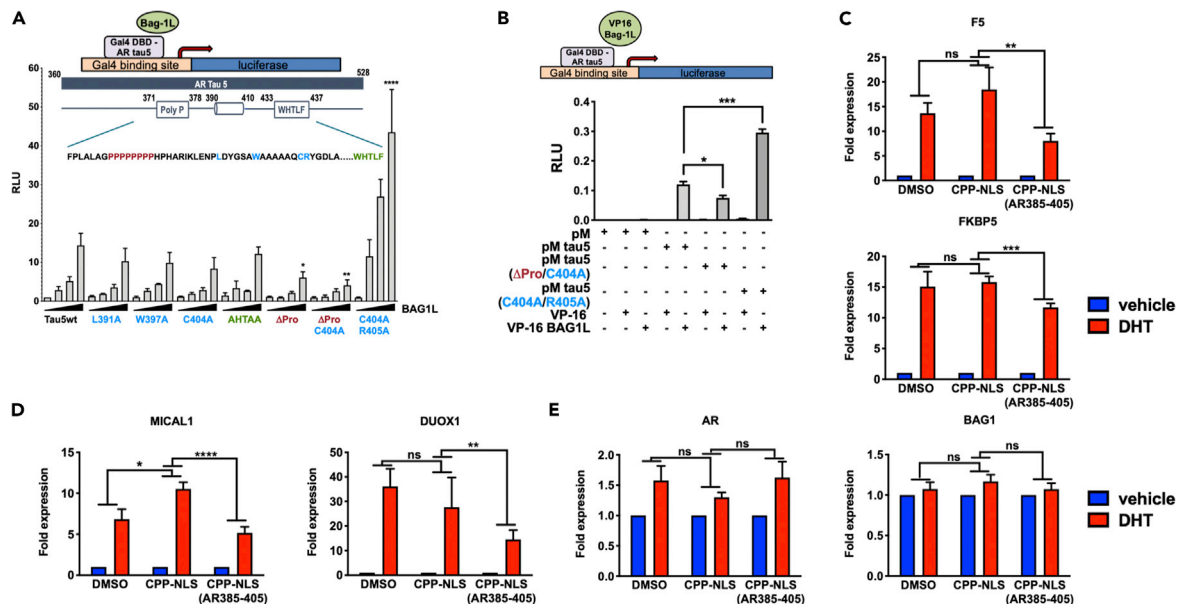 A
Bag-1L
Gal4 DBD -
AR tau5
Gal4 binding site
luciferase
360
528
AR Tau 5
371
378
390
410
433
437
Poly P
WHTLF
FPLALAGPPPPPPPPHPHARIKLENPLDYGSAWAAAAAQCRYGDLA.....WHTLF
RLU
60
50
40
30
20
10
0
*
**
****
BAG1L
Tau5wt
L391A
W397A
C404A
AHTAA
ΔPro
ΔPro
C404A
C404A
R405A
B
VP16
Bag-1L
Gal4 DBD -
AR tau5
Gal4 binding site
luciferase
RLU
0.4
0.3
0.2
0.1
0.0
***
*
pM + + + - - - - - -
pM tau5 - - - + + - - - -
pM tau5
(ΔPro/C404A) - - - - - + + - -
pM tau5
(C404A/R405A) - - - - - - - + +
VP-16 - + - + - + - + -
VP-16 BAG1L - - + - + - + - +
C
F5
Fold expression
25
20
15
10
5
0
ns
**
DMSO
CPP-NLS
CPP-NLS
(AR385-405)
FKBP5
Fold expression
20
15
10
5
0
ns
***
DMSO
CPP-NLS
CPP-NLS
(AR385-405)
vehicle
DHT
D
MICAL1
Fold expression
15
10
5
0
*
****
DMSO
CPP-NLS
CPP-NLS
(AR385-405)
DUOX1
Fold expression
50
40
30
20
10
0
ns
**
DMSO
CPP-NLS
CPP-NLS
(AR385-405)
E
AR
Fold expression
2.5
2.0
1.5
1.0
0.5
0.0
ns
ns
DMSO
CPP-NLS
CPP-NLS
(AR385-405)
BAG1
Fold expression
1.5
1.0
0.5
0.0
ns
ns
DMSO
CPP-NLS
CPP-NLS
(AR385-405)
vehicle
DHT